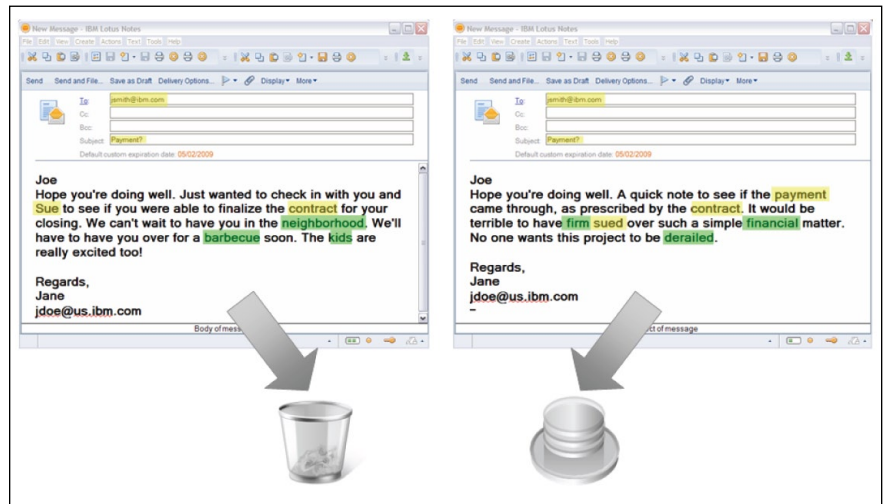 New Message - IBM Lotus Notes
File Edit View Create Actions Text Tools Help
Send Send and File... Save as Draft Delivery Options... Display More
To: jsmith@ibm.com
Cc:
Bcc:
Subject Payment?
Default custom expiration date: 05/02/2009
Joe
Hope you're doing well. Just wanted to check in with you and
Sue to see if you were able to finalize the contract for your
closing. We can't wait to have you in the neighborhood. We'll
have to have you over for a barbecue soon. The kids are
really excited too!
Regards,
Jane
jdoe@us.ibm.com
Body of
New Message - IBM Lotus Notes
File Edit View Create Actions Text Tools Help
Send Send and File... Save as Draft Delivery Options... Display More
To: jsmith@ibm.com
Cc:
Bcc:
Subject Payment?
Default custom expiration date: 05/02/2009
Joe
Hope you're doing well. A quick note to see if the payment
came through, as prescribed by the contract. It would be
terrible to have firm sued over such a simple financial matter.
No one wants this project to be derailed.
Regards,
Jane
jdoe@us.ibm.com
–
of message